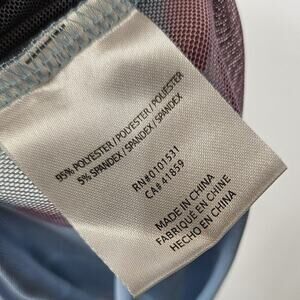 95% POLYESTER / POLYESTER / POLYESTER
5% SPANDEX / SPANDEX / SPANDEX
RN#0101531
CA# 41859
MADE IN CHINA
FABRIQUÉ EN CHINE
HECHO EN CHINA